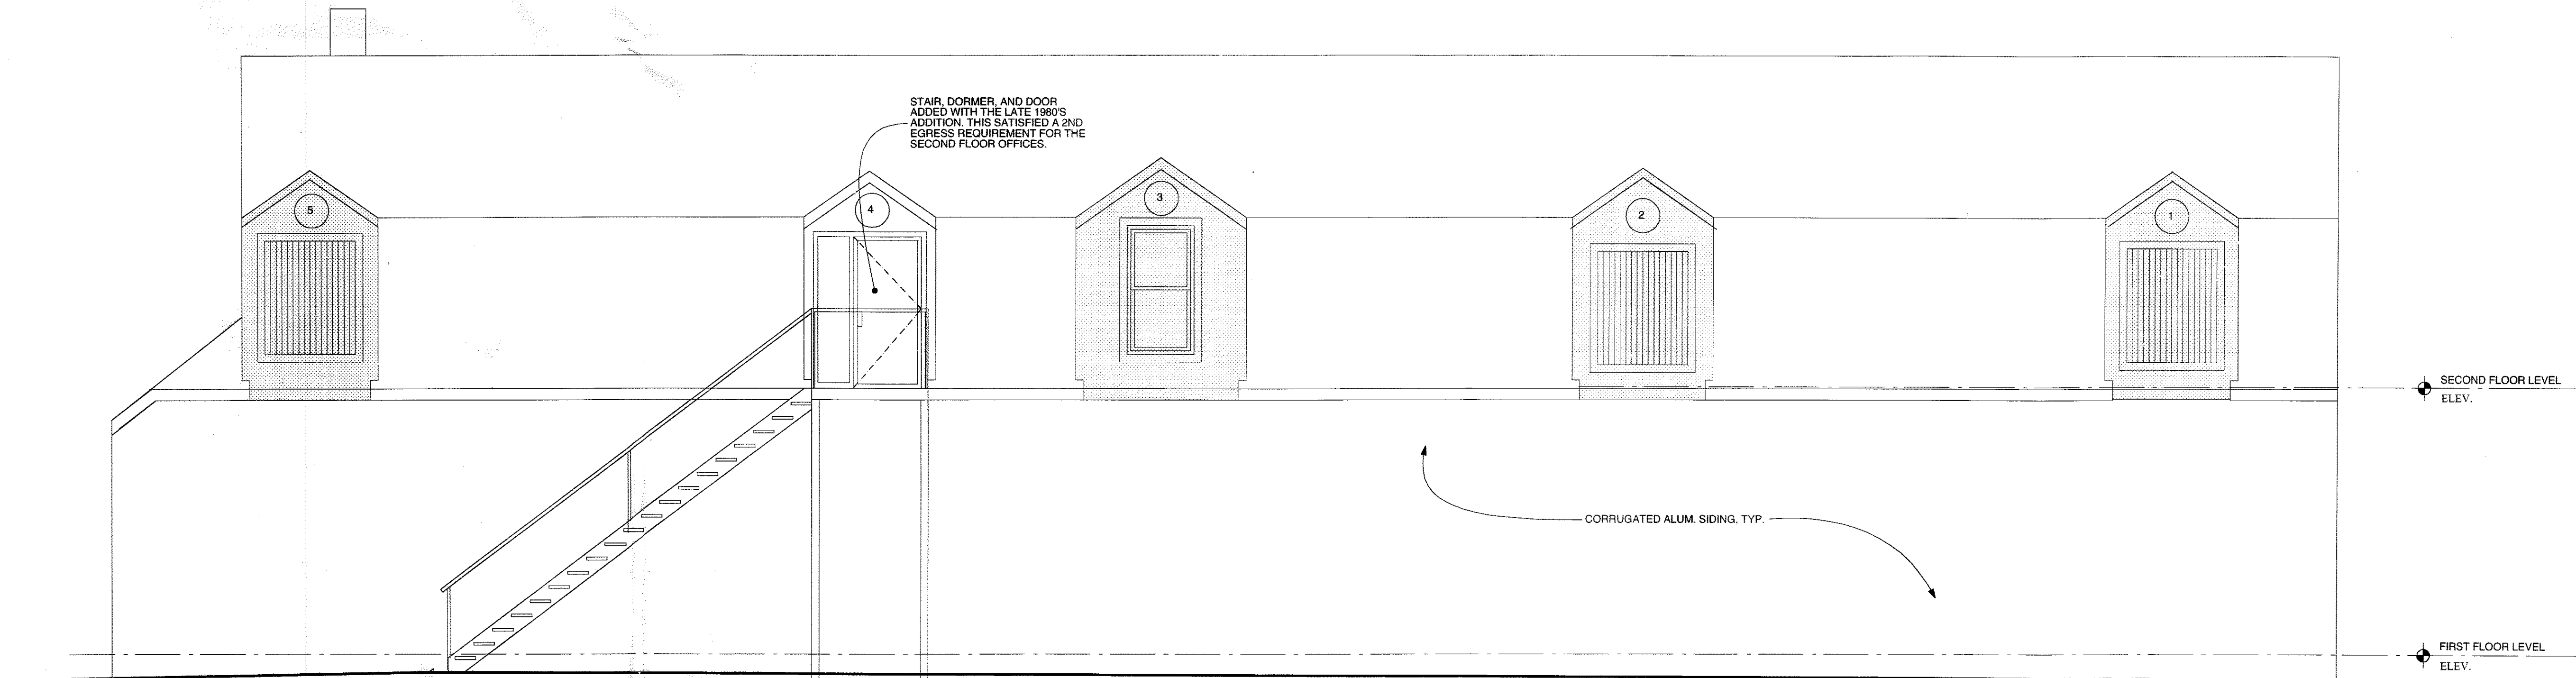 STAIR, DORMER, AND DOOR
ADDED WITH THE LATE 1980'S
ADDITION. THIS SATISFIED A 2ND
EGRESS REQUIREMENT FOR THE
SECOND FLOOR OFFICES.
5
4
3
2
1
SECOND FLOOR LEVEL
ELEV.
CORRUGATED ALUM. SIDING, TYP.
FIRST FLOOR LEVEL
ELEV.